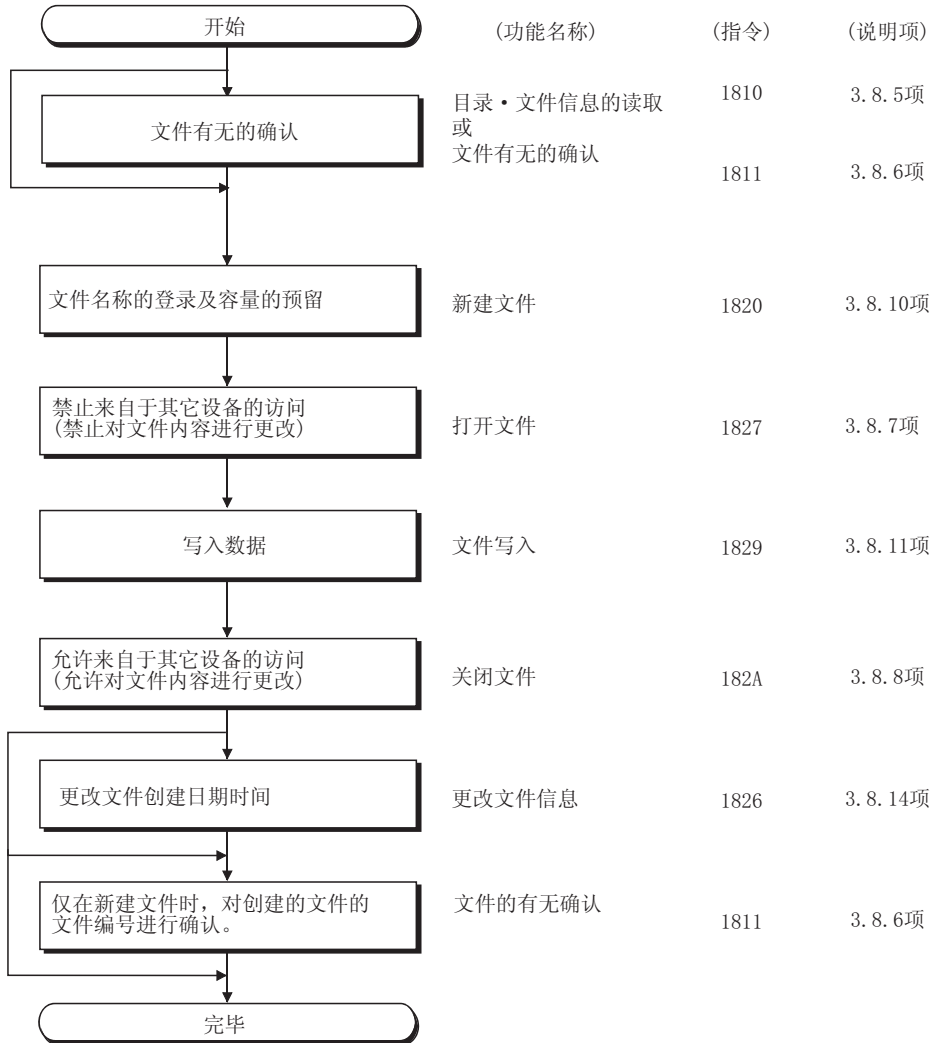 开始 (功能名称) (指令) (说明项)
文件有无的确认 目录・文件信息的读取 1810 3.8.5项
或
文件有无的确认 1811 3.8.6项
文件名称的登录及容量的预留 新建文件 1820 3.8.10项
禁止来自于其它设备的访问
(禁止对文件内容进行更改) 打开文件 1827 3.8.7项
写入数据 文件写入 1829 3.8.11项
允许来自于其它设备的访问
(允许对文件内容进行更改) 关闭文件 182A 3.8.8项
更改文件创建日期时间 更改文件信息 1826 3.8.14项
仅在新建文件时，对创建的文件的 文件的有无确认
文件编号进行确认。 1811 3.8.6项
完毕